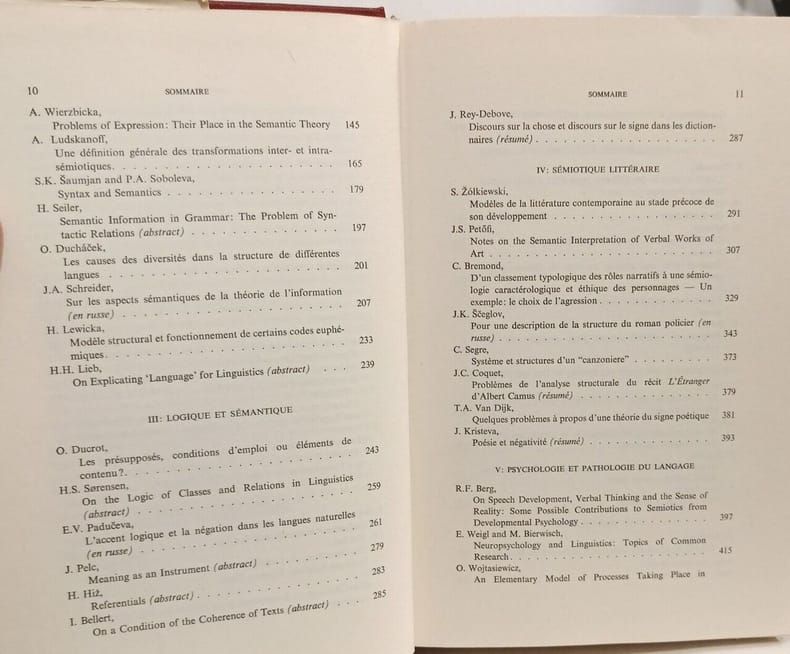 10 SOMMAIRE
A. Wierzbicka,
Problems of Expression: Their Place in the Semantic Theory 145
A. Ludskanoff,
Une définition générale des transformations inter- et intra-
sémiotiques. . . . . . . . . . . . . . . . . . . . 165
S.K. Šaumjan and P.A. Soboleva,
Syntax and Semantics . . . . . . . . . . . . . . . 179
H. Seiler,
Semantic Information in Grammar: The Problem of Syn-
tactic Relations (abstract) . . . . . . . . . . . . . 197
O. Ducháček,
Les causes des diversités dans la structure de différentes
langues . . . . . . . . . . . . . . . . . . . . 201
J.A. Schreider,
Sur les aspects sémantiques de la théorie de l'information
(en russe) . . . . . . . . . . . . . . . . . . . 207
H. Lewicka,
Modèle structural et fonctionnement de certains codes euphé-
miques. . . . . . . . . . . . . . . . . . . . . 233
H.H. Lieb,
On Explicating 'Language' for Linguistics (abstract) . . . 239
III: LOGIQUE ET SÉMANTIQUE
O. Ducrot,
Les présupposés, conditions d'emploi ou éléments de
contenu?. . . . . . . . . . . . . . . . . . . . 243
H.S. Sørensen,
On the Logic of Classes and Relations in Linguistics
(abstract) . . . . . . . . . . . . . . . . . . . 259
E.V. Padučeva,
L'accent logique et la négation dans les langues naturelles
(en russe) . . . . . . . . . . . . . . . . . . . 261
J. Pelc,
Meaning as an Instrument (abstract) . . . . . . . . 279
H. Hiż,
Referentials (abstract) . . . . . . . . . . . . . . 283
I. Bellert,
On a Condition of the Coherence of Texts (abstract) . . . 285
SOMMAIRE 11
J. Rey-Debove,
Discours sur la chose et discours sur le signe dans les diction-
naires (résumé) . . . . . . . . . . . . . . . . . 287
IV: SÉMIOTIQUE LITTÉRAIRE
S. Żółkiewski,
Modèles de la littérature contemporaine au stade précoce de
son développement . . . . . . . . . . . . . . . 291
J.S. Petőfi,
Notes on the Semantic Interpretation of Verbal Works of
Art . . . . . . . . . . . . . . . . . . . . . . 307
C. Bremond,
D'un classement typologique des rôles narratifs à une sémio-
logie caractérologique et éthique des personnages — Un
exemple: le choix de l'agression . . . . . . . . . . . 329
J.K. Ščeglov,
Pour une description de la structure du roman policier (en
russe) . . . . . . . . . . . . . . . . . . . . . 343
C. Segre,
Système et structures d'un "canzoniere" . . . . . . . . 373
J.C. Coquet,
Problèmes de l'analyse structurale du récit L'Étranger
d'Albert Camus (résumé) . . . . . . . . . . . . . 379
T.A. Van Dijk,
Quelques problèmes à propos d'une théorie du signe poétique 381
J. Kristeva,
Poésie et négativité (résumé) . . . . . . . . . . . . 393
V: PSYCHOLOGIE ET PATHOLOGIE DU LANGAGE
R.F. Berg,
On Speech Development, Verbal Thinking and the Sense of
Reality: Some Possible Contributions to Semiotics from
Developmental Psychology . . . . . . . . . . . . . 397
E. Weigl and M. Bierwisch,
Neuropsychology and Linguistics: Topics of Common
Research. . . . . . . . . . . . . . . . . . . . 415
O. Wojtasiewicz,
An Elementary Model of Processes Taking Place in